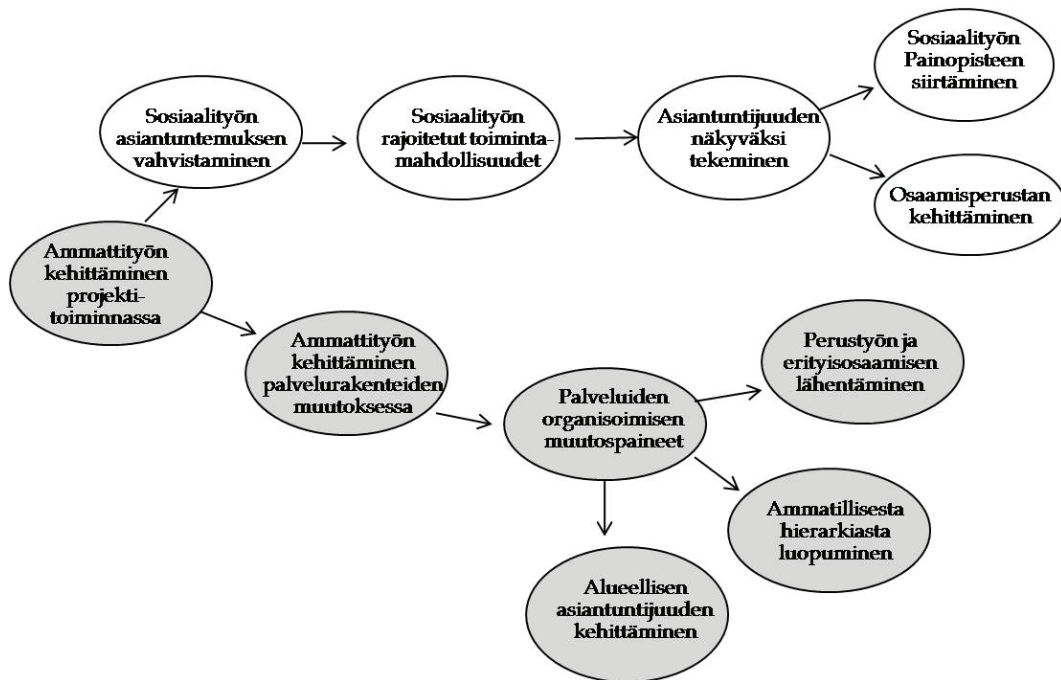 Sosiaalityön
Painopisteen
siirtäminen
Sosiaalityön
asiantuntemuksen
vahvistaminen
Sosiaalityön
rajoitetut toiminta-
mahdollisuudet
Asiantuntijuuden
näkyväksi
tekeminen
Osaamisperustan
kehittäminen
Ammattityön
kehittäminen
projekti-
toiminnassa
Ammattityön
kehittäminen
palvelurakenteiden
muutoksessa
Palveluiden
organisoimisen
muutospaineet
Perustyön ja
erityisosaamisen
lähentäminen
Ammatillisesta
hierarkiasta
luopuminen
Alueellisen
asiantuntijuuden
kehittäminen